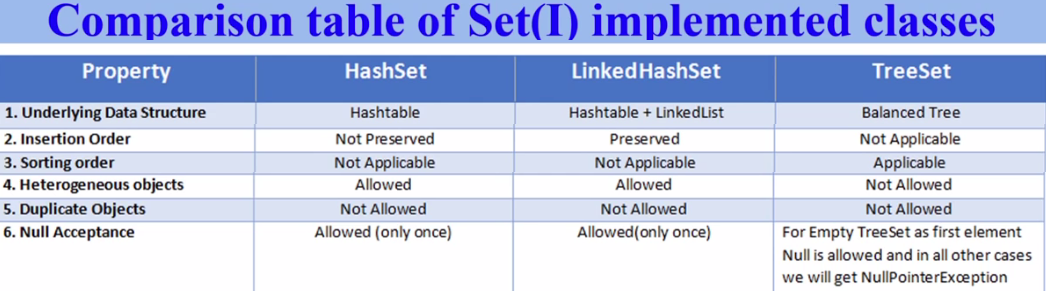 Comparison table of Set(I) implemented classes
Property HashSet LinkedHashSet TreeSet
1. Underlying Data Structure Hashtable Hashtable + LinkedList Balanced Tree
2. Insertion Order Not Preserved Preserved Not Applicable
3. Sorting order Not Applicable Not Applicable Applicable
4. Heterogeneous objects Allowed Allowed Not Allowed
5. Duplicate Objects Not Allowed Not Allowed Not Allowed
6. Null Acceptance Allowed (only once) Allowed(only once) For Empty TreeSet as first element
Null is allowed and in all other cases
we will get NullPointerException